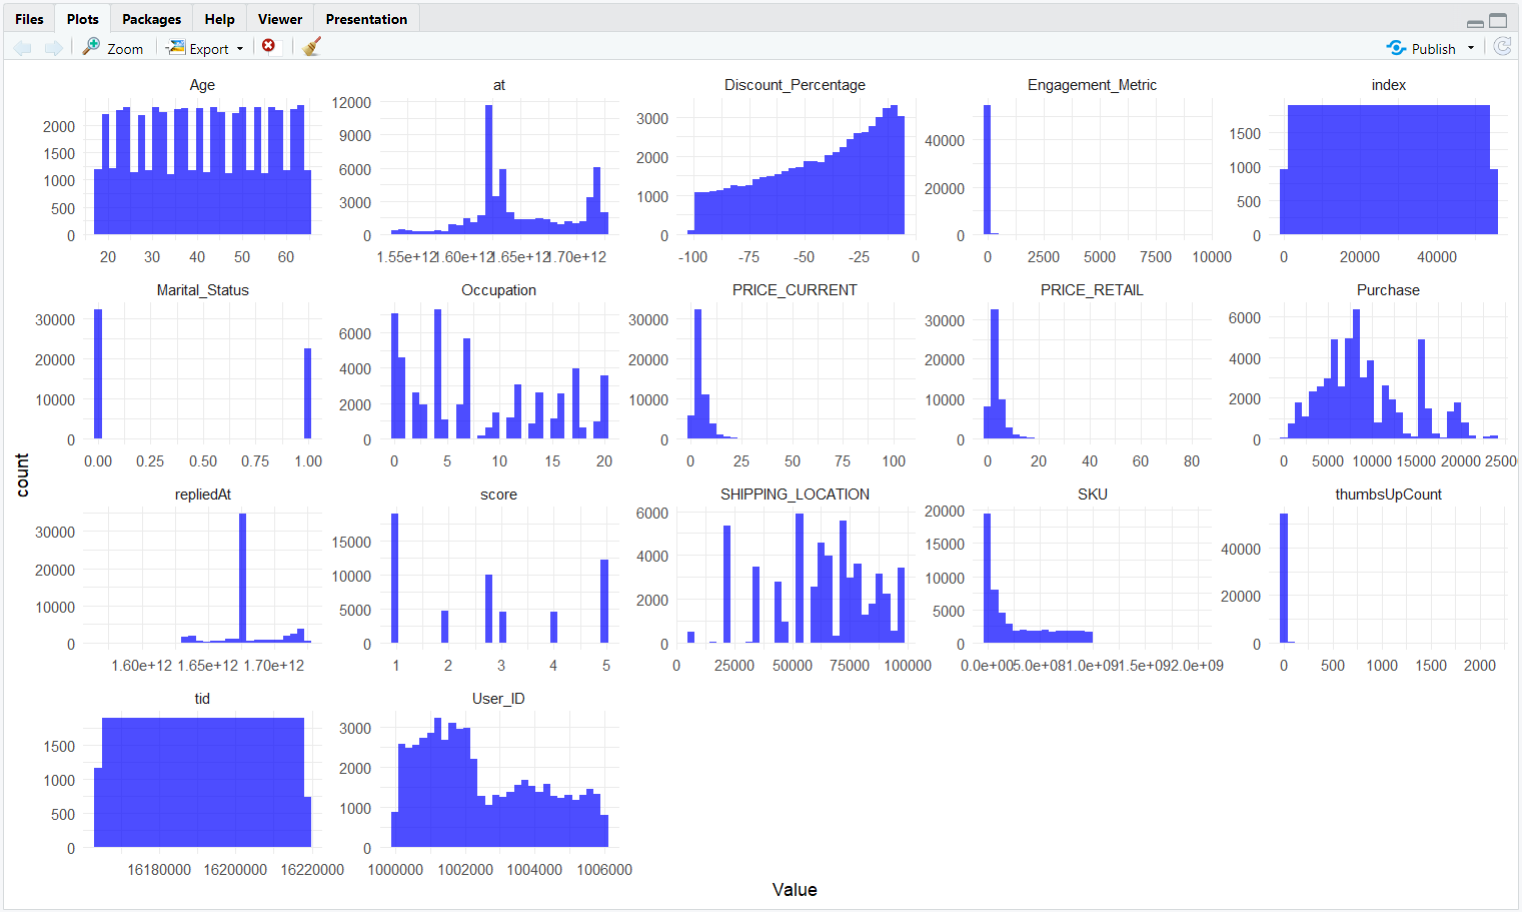 Files Plots Packages Help Viewer Presentation
Zoom Export Publish
Age at Discount_Percentage Engagement_Metric index
2000 1500 1000 500 0
20 30 40 50 60
12000 9000 6000 3000 0
1.55e+12 1.60e+12 1.65e+12 1.70e+12
3000 2000 1000 0
-100 -75 -50 -25 0
40000 20000 0
0 2500 5000 7500 10000
1500 1000 500 0
0 20000 40000
Marital_Status Occupation PRICE_CURRENT PRICE_RETAIL Purchase
30000 20000 10000 0
0.00 0.25 0.50 0.75 1.00
6000 4000 2000 0
0 5 10 15 20
30000 20000 10000 0
0 25 50 75 100
30000 20000 10000 0
0 20 40 60 80
6000 4000 2000 0
0 5000 10000 15000 20000 25000
count
repliedAt score SHIPPING_LOCATION SKU thumbsUpCount
30000 20000 10000 0
1.60e+12 1.65e+12 1.70e+12
15000 10000 5000 0
1 2 3 4 5
6000 4000 2000 0
0 25000 50000 75000 100000
20000 15000 10000 5000 0
0.0e+00 5.0e+08 1.0e+09 1.5e+09 2.0e+09
40000 20000 0
0 500 1000 1500 2000
tid User_ID
1500 1000 500 0
16180000 16200000 16220000
3000 2000 1000 0
1000000 1002000 1004000 1006000
Value